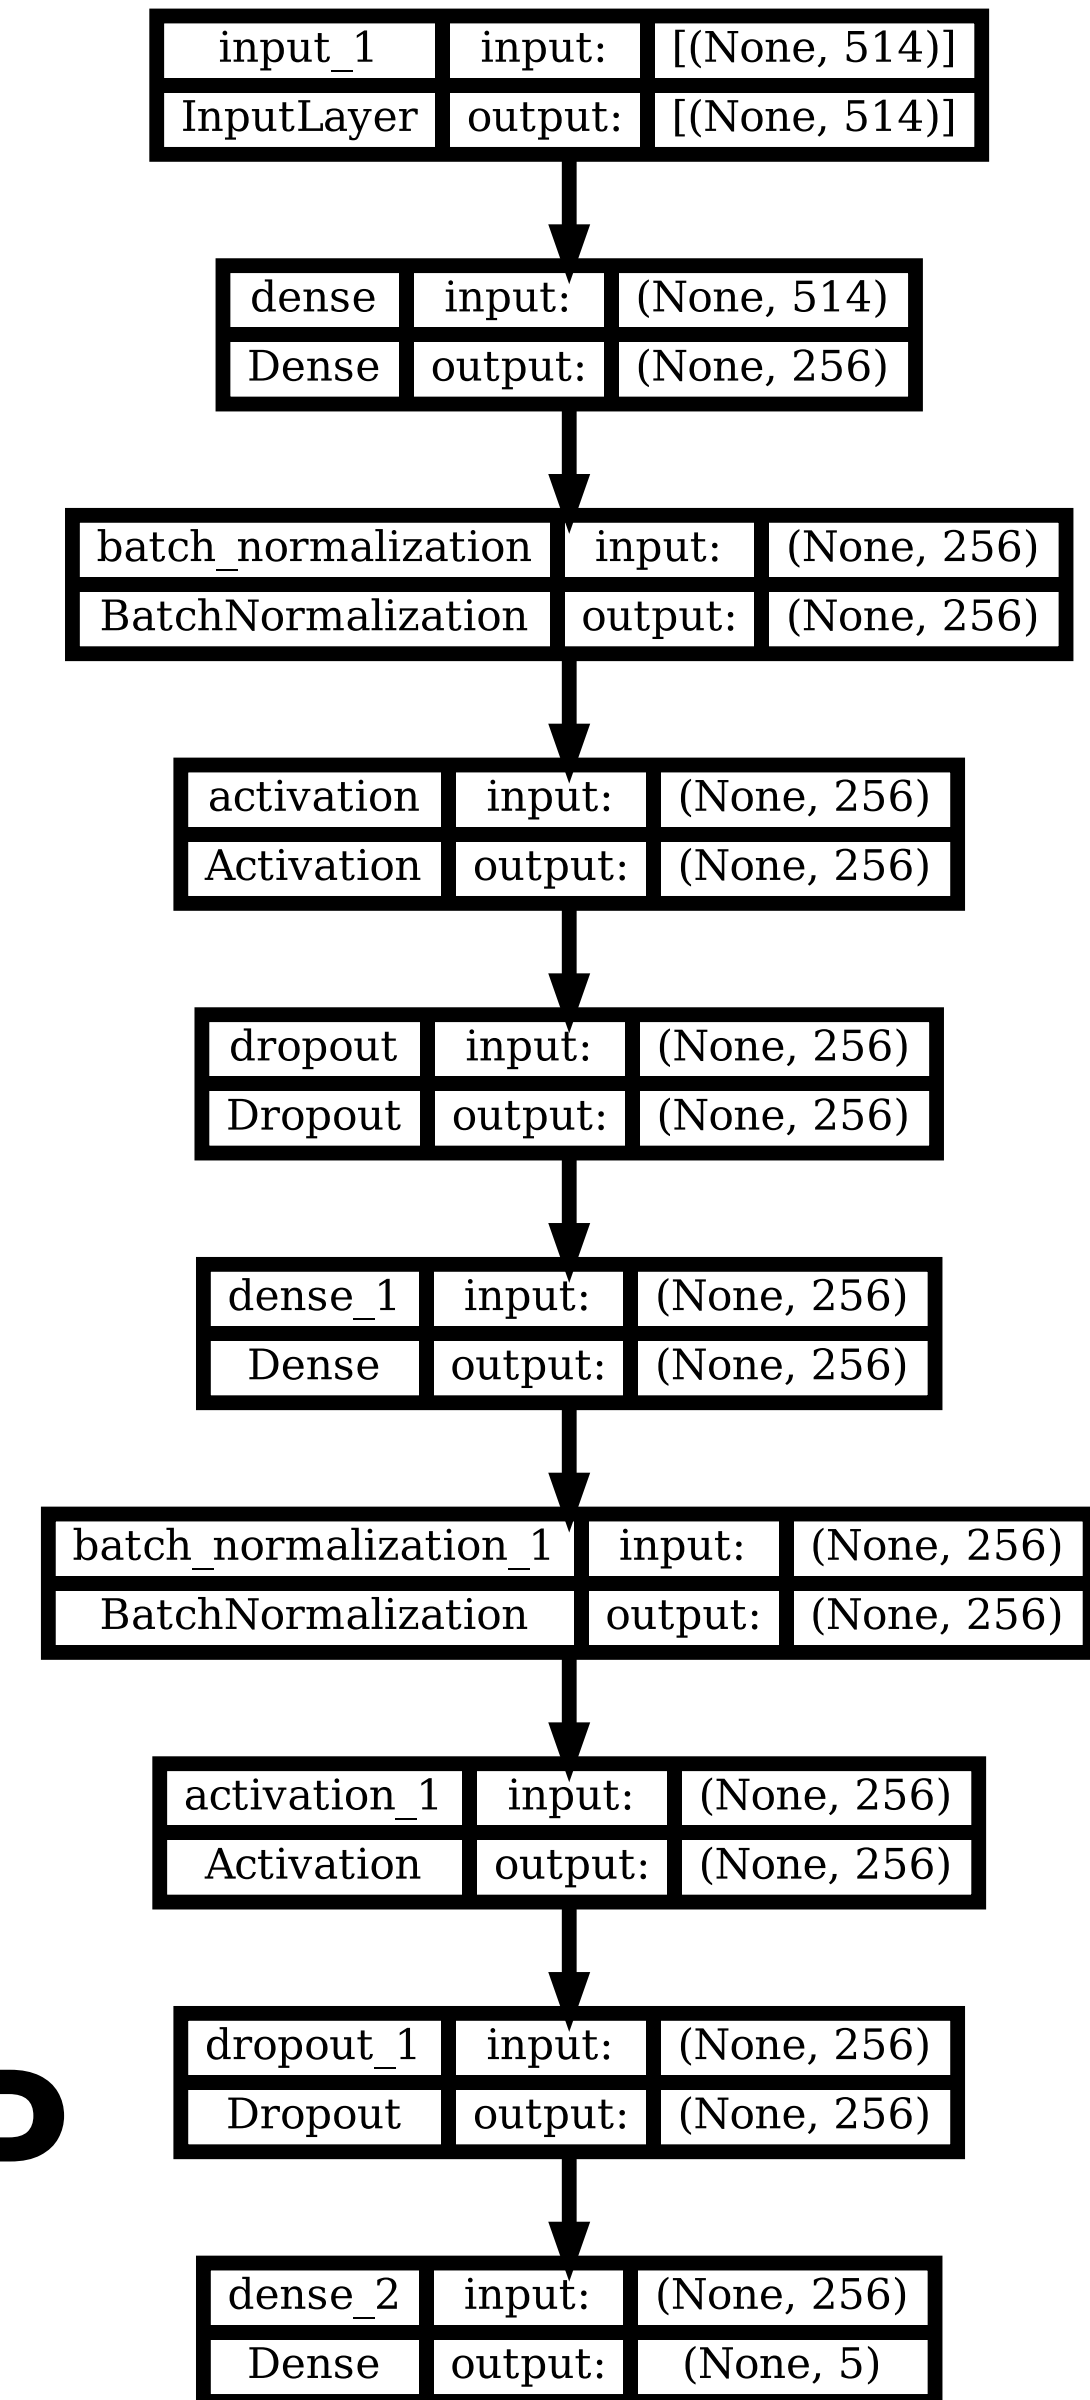 input_1 input: [(None, 514)]
InputLayer output: [(None, 514)]
dense input: (None, 514)
Dense output: (None, 256)
batch_normalization input: (None, 256)
BatchNormalization output: (None, 256)
activation input: (None, 256)
Activation output: (None, 256)
dropout input: (None, 256)
Dropout output: (None, 256)
dense_1 input: (None, 256)
Dense output: (None, 256)
batch_normalization_1 input: (None, 256)
BatchNormalization output: (None, 256)
activation_1 input: (None, 256)
Activation output: (None, 256)
dropout_1 input: (None, 256)
Dropout output: (None, 256)
dense_2 input: (None, 256)
Dense output: (None, 5)